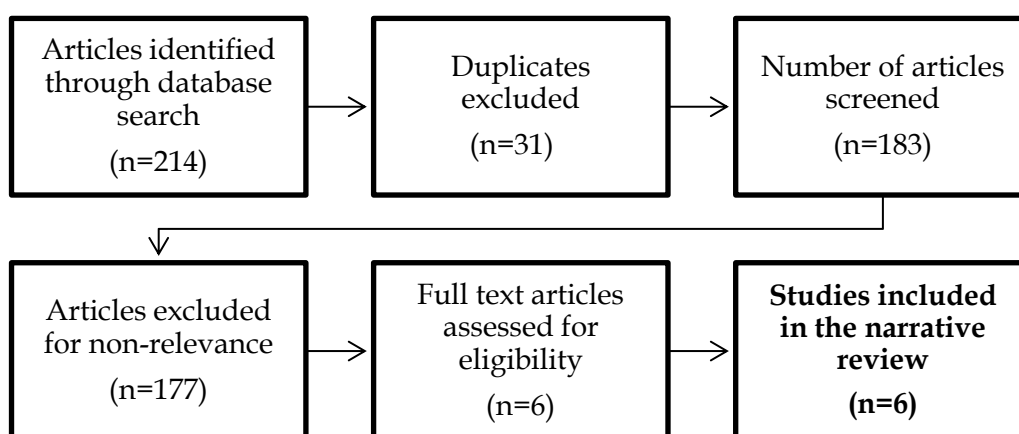 Articles identified
through database
search
(n=214)
Duplicates
excluded
(n=31)
Number of articles
screened
(n=183)
Articles excluded
for non-relevance
(n=177)
Full text articles
assessed for
eligibility
(n=6)
Studies included
in the narrative
review
(n=6)